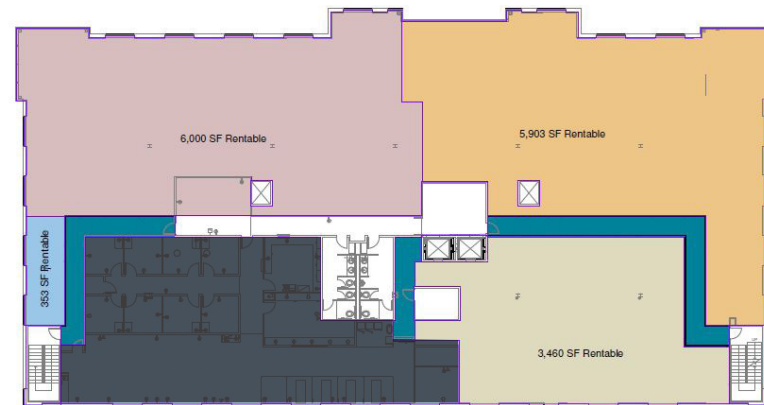 6,000 SF Rentable
5,903 SF Rentable
353 SF Rentable
3,460 SF Rentable